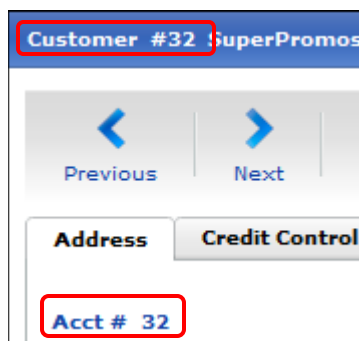 Customer #32 SuperPromos
Previous Next
Address Credit Control
Acct # 32